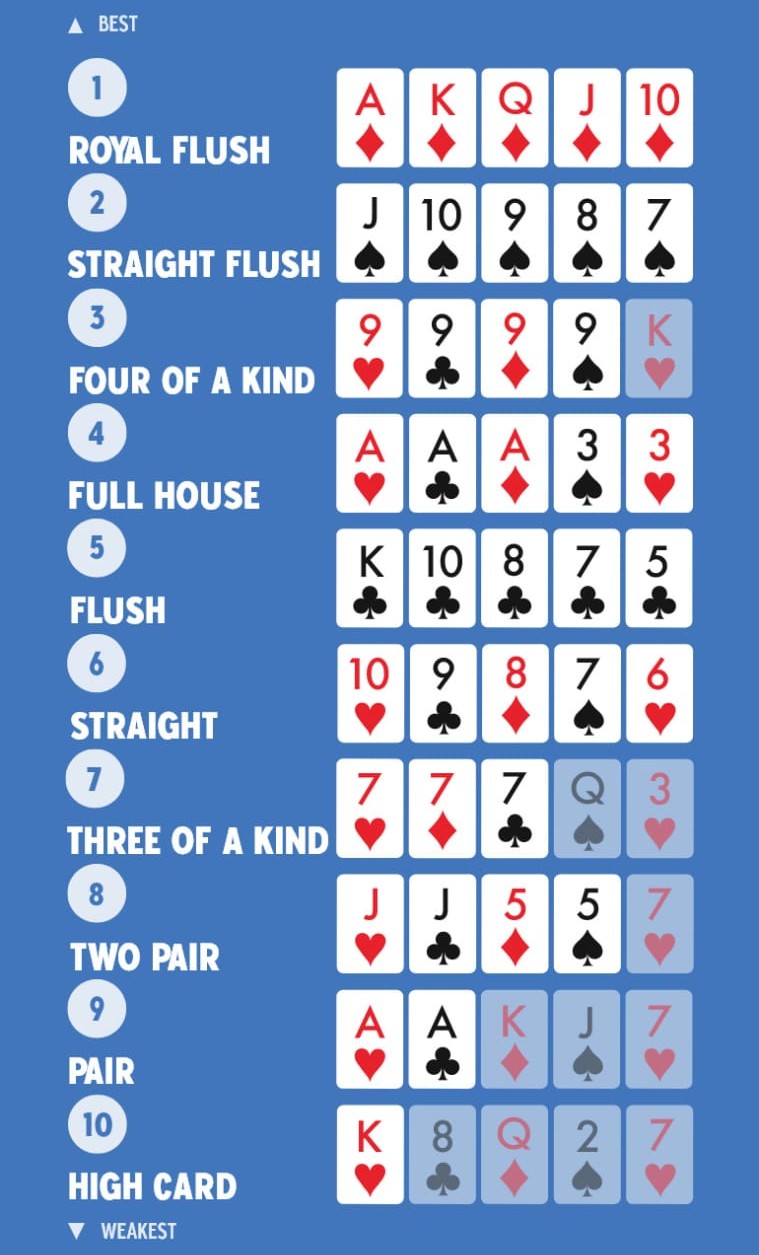 ▲ BEST
1
A K Q J 10
♦ ♦ ♦ ♦ ♦
ROYAL FLUSH
2
J 10 9 8 7
♠ ♠ ♠ ♠ ♠
STRAIGHT FLUSH
3
9 9 9 9 K
♥ ♣ ♦ ♠ ♥
FOUR OF A KIND
4
A A A 3 3
♥ ♣ ♦ ♠ ♥
FULL HOUSE
5
K 10 8 7 5
♣ ♣ ♣ ♣ ♣
FLUSH
6
10 9 8 7 6
♥ ♣ ♦ ♠ ♥
STRAIGHT
7
7 7 7 Q 3
♥ ♦ ♣ ♠ ♥
THREE OF A KIND
8
J J 5 5 7
♥ ♣ ♦ ♠ ♥
TWO PAIR
9
A A K J 7
♥ ♣ ♦ ♠ ♥
PAIR
10
K 8 Q 2 7
♥ ♣ ♦ ♠ ♥
HIGH CARD
▼ WEAKEST